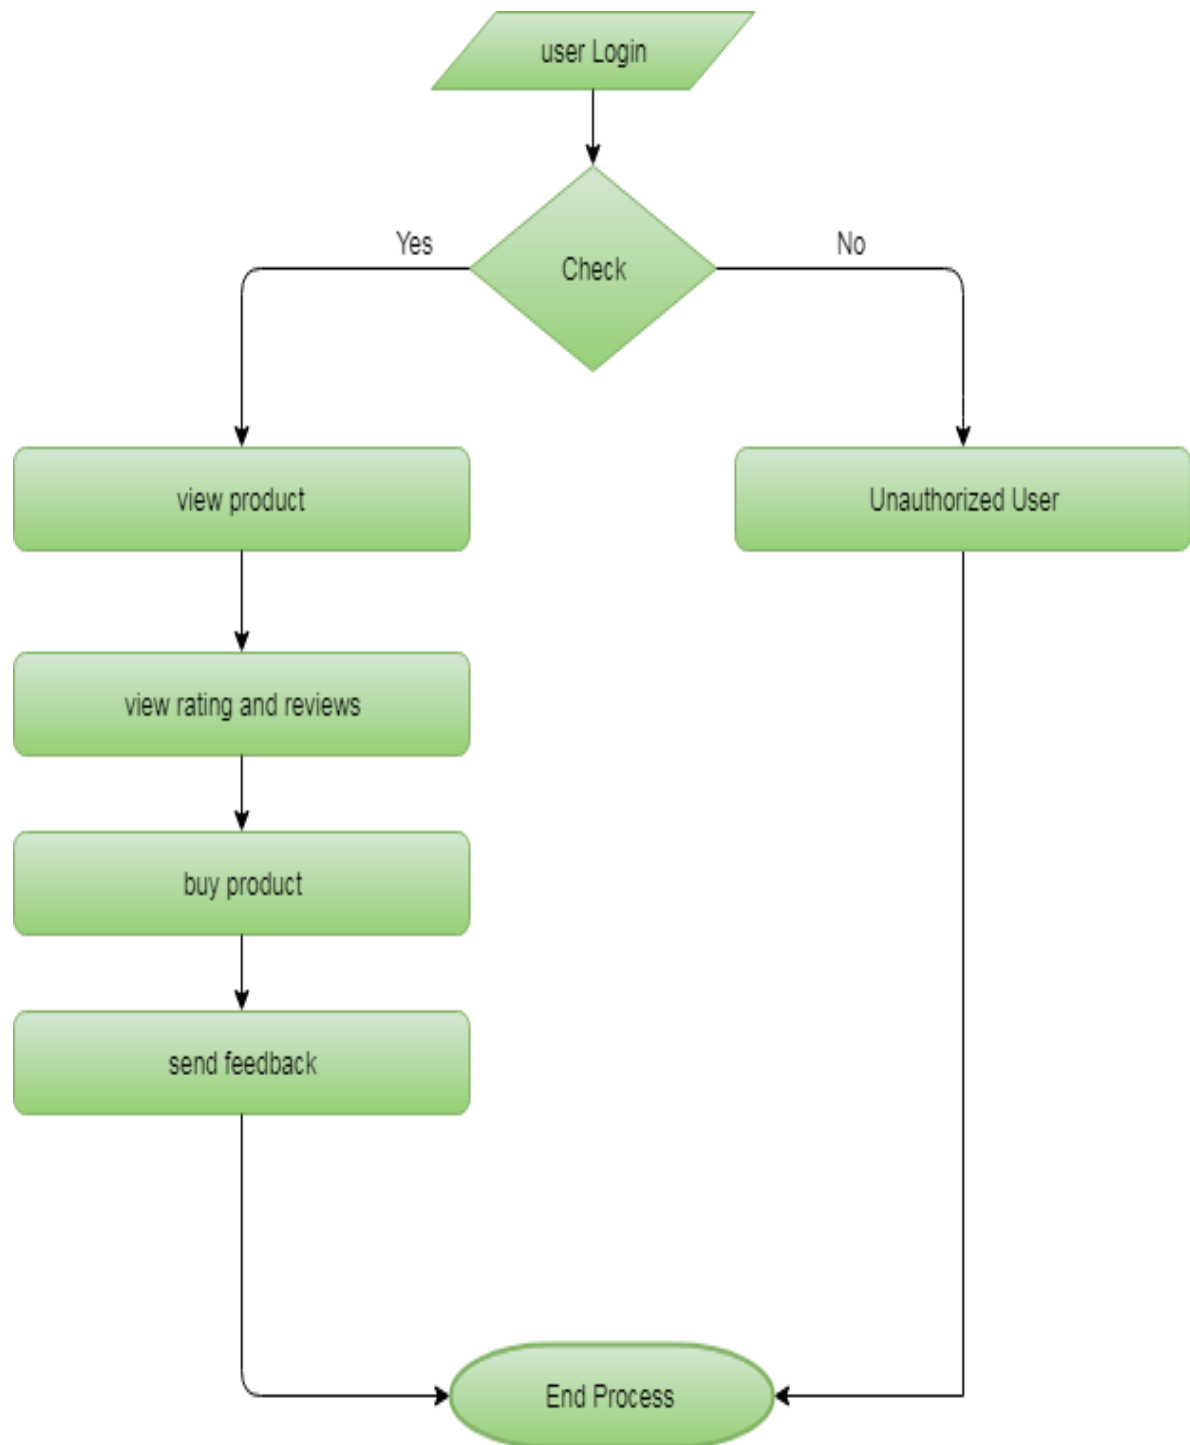 user Login
Check
Yes
No
view product
Unauthorized User
view rating and reviews
buy product
send feedback
End Process